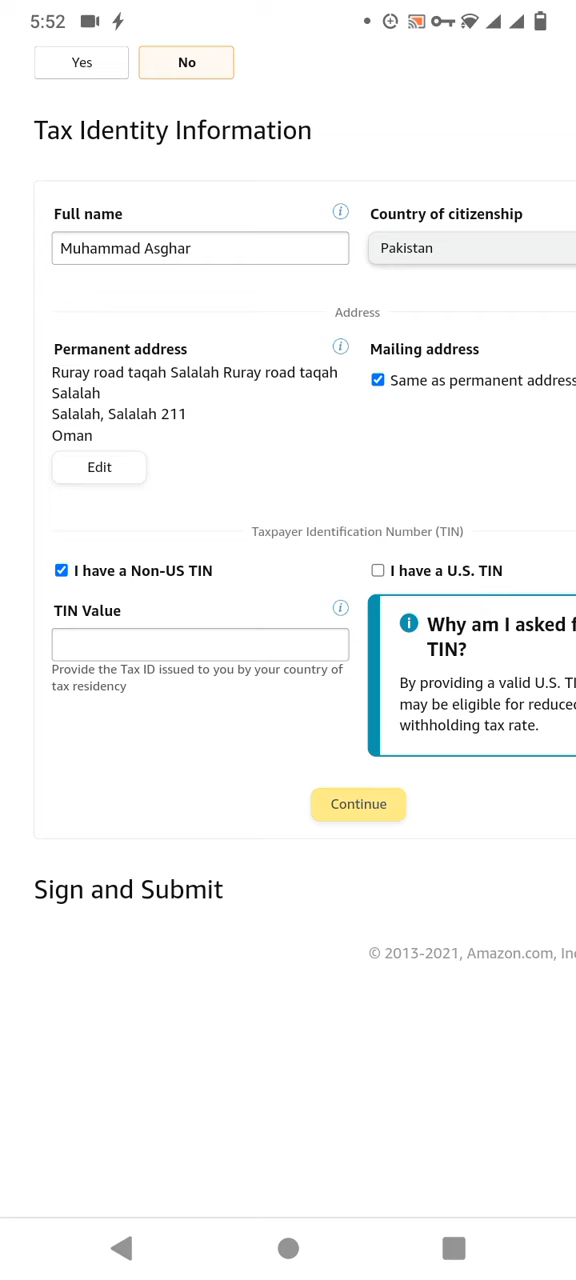 5:52
Yes No
Tax Identity Information
Full name
Muhammad Asghar
Country of citizenship
Pakistan
Address
Permanent address
Ruray road taqah Salalah Ruray road taqah
Salalah
Salalah, Salalah 211
Oman
Edit
Mailing address
Same as permanent address
Taxpayer Identification Number (TIN)
I have a Non-US TIN
TIN Value
Provide the Tax ID issued to you by your country of
tax residency
I have a U.S. TIN
Why am I asked f
TIN?
By providing a valid U.S. TI
may be eligible for reduced
withholding tax rate.
Continue
Sign and Submit
© 2013-2021, Amazon.com, Inc